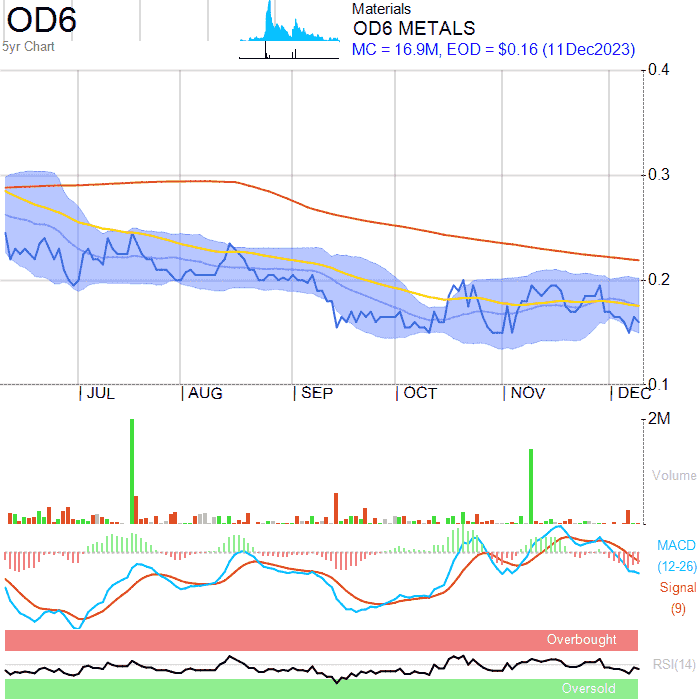 OD6
5yr Chart
Materials
OD6 METALS
MC = 16.9M, EOD = $0.16 (11Dec2023)
0.4
0.3
0.2
0.1
JUL
AUG
SEP
OCT
NOV
DEC
2M
Volume
MACD
(12-26)
Signal
(9)
Overbought
RSI(14)
Oversold